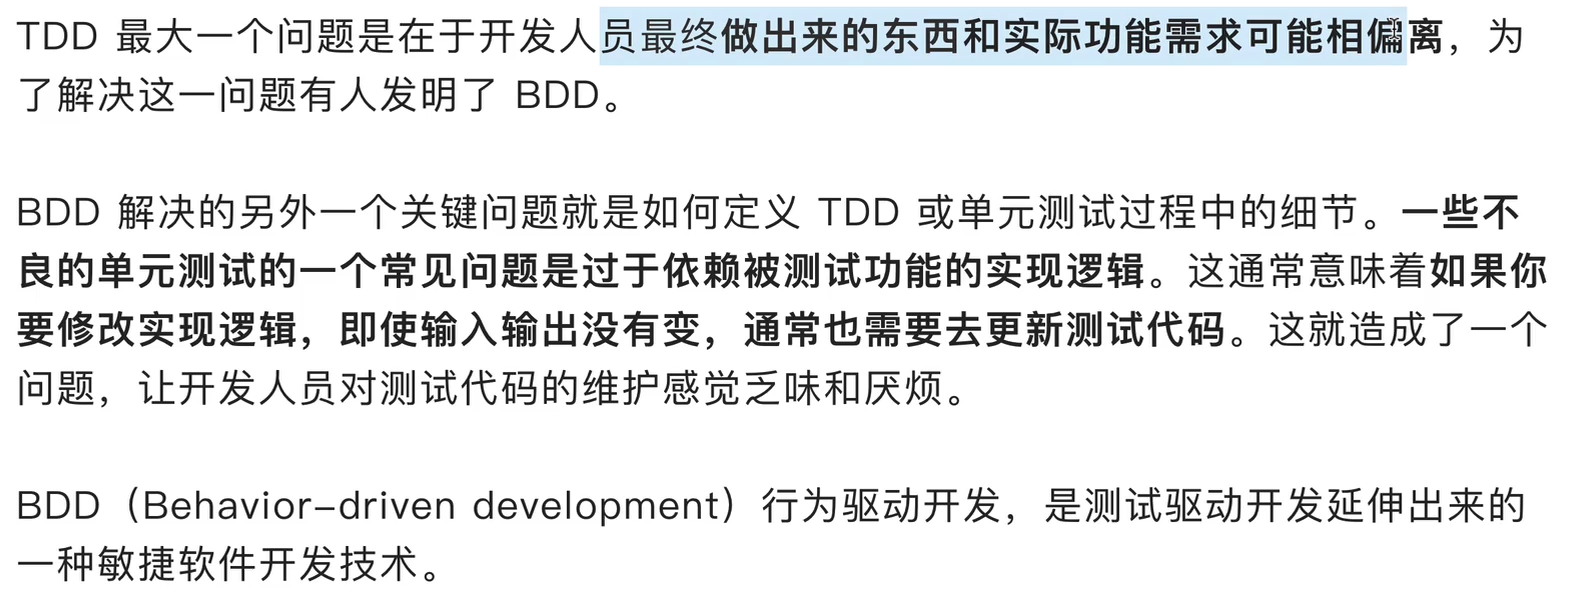 TDD 最大一个问题是在于开发人员最终做出来的东西和实际功能需求可能相偏离，为
了解决这一问题有人发明了 BDD。
BDD 解决的另外一个关键问题就是如何定义 TDD 或单元测试过程中的细节。一些不
良的单元测试的一个常见问题是过于依赖被测试功能的实现逻辑。这通常意味着如果你
要修改实现逻辑，即使输入输出没有变，通常也需要去更新测试代码。这就造成了一个
问题，让开发人员对测试代码的维护感觉乏味和厌烦。
BDD（Behavior-driven development）行为驱动开发，是测试驱动开发延伸出来的
一种敏捷软件开发技术。